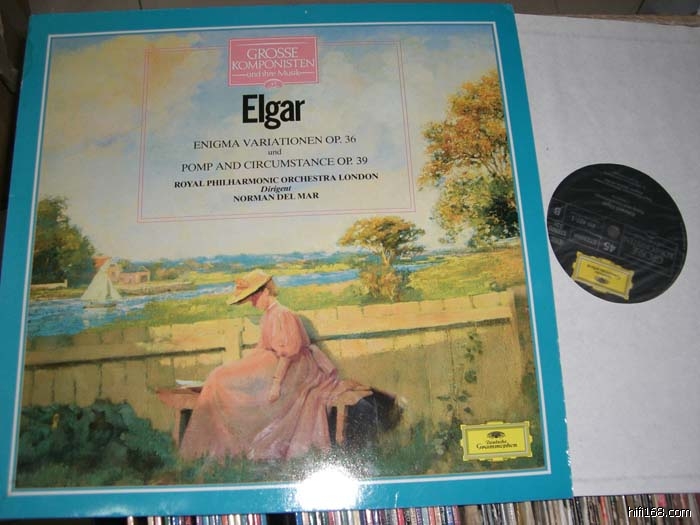 GROSSE
KOMPONISTEN
und ihre Musik
Elgar
ENIGMA VARIATIONEN OP. 36
und
POMP AND CIRCUMSTANCE OP. 39
ROYAL PHILHARMONIC ORCHESTRA LONDON
Dirigent
NORMAN DEL MAR
Deutsche
Grammophon
45
hifi168.com